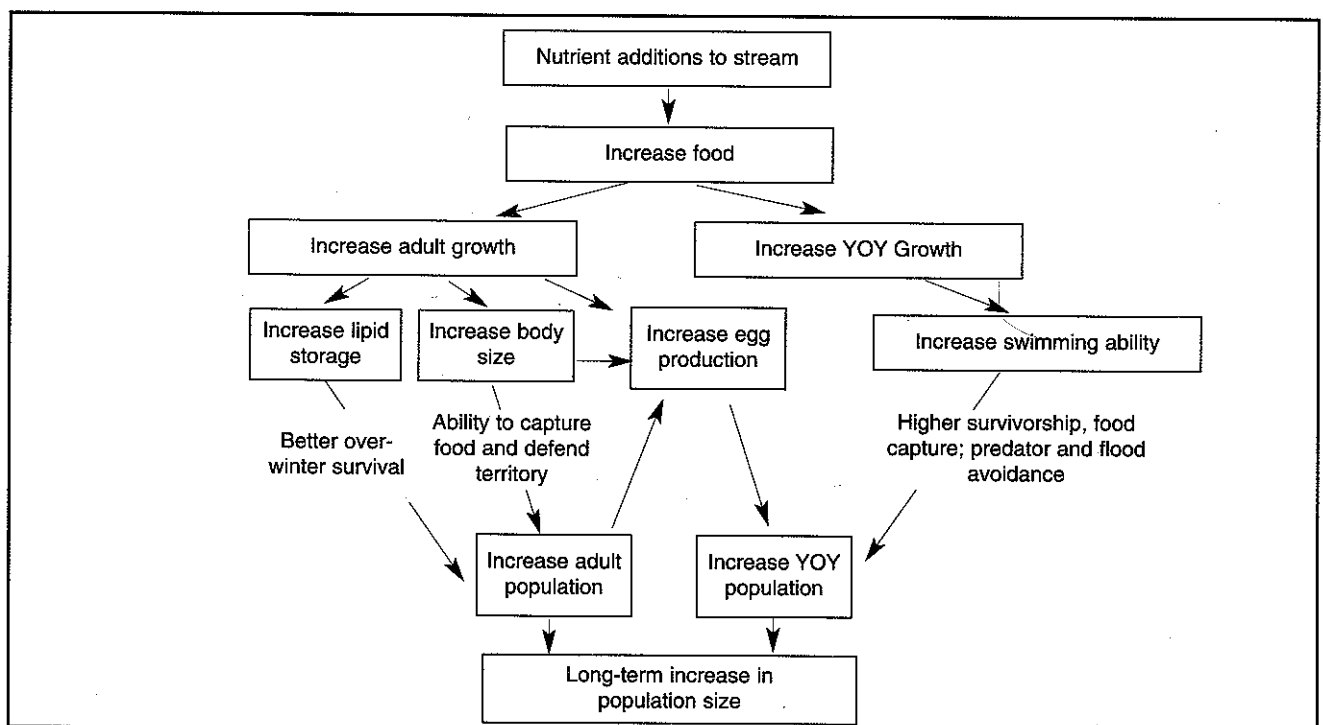 Nutrient additions to stream
Increase food
Increase adult growth
Increase YOY Growth
Increase lipid
storage
Increase body
size
Increase egg
production
Increase swimming ability
Better over-
winter survival
Ability to capture
food and defend
territory
Higher survivorship, food
capture; predator and flood
avoidance
Increase adult
population
Increase YOY
population
Long-term increase in
population size